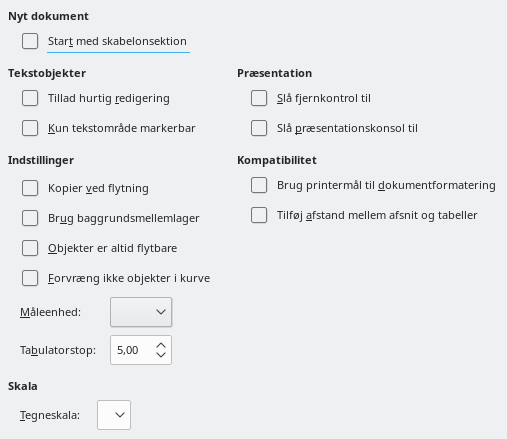 Nyt dokument
Start med skabelonsektion
Tekstobjekter
Tillad hurtig redigering
Kun tekstområde markerbar
Præsentation
Slå fjernkontrol til
Slå præsentationskonsol til
Indstillinger
Kopier ved flytning
Brug baggrundsmellemlager
Objekter er altid flytbare
Forvræng ikke objekter i kurve
Måleenhed:
Tabulatorstop: 5,00
Kompatibilitet
Brug printermål til dokumentformatering
Tilføj afstand mellem afsnit og tabeller
Skala
Tegneskala: